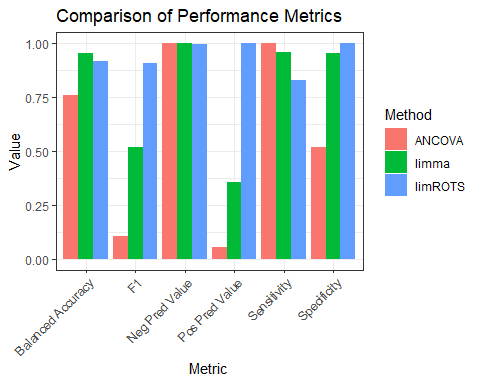 Comparison of Performance Metrics
1.00
0.75
0.50
0.25
0.00
Value
Balanced Accuracy
F1
Neg Pred Value
Pos Pred Value
Sensitivity
Specificity
Metric
Method
ANCOVA
limma
limROTS